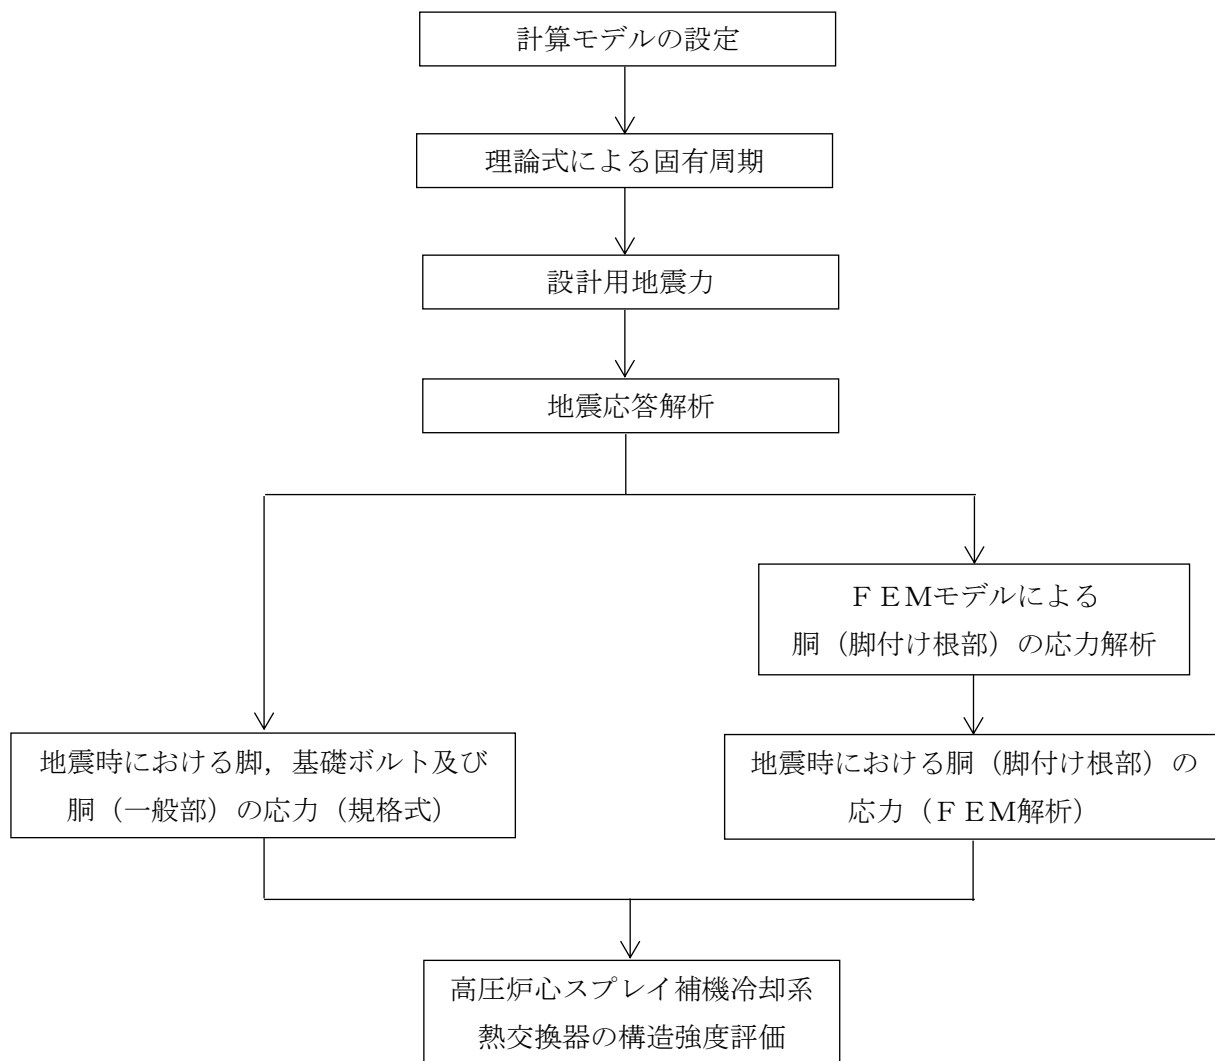 計算モデルの設定
理論式による固有周期
設計用地震力
地震応答解析
ＦＥＭモデルによる
胴（脚付け根部）の応力解析
地震時における脚，基礎ボルト及び
胴（一般部）の応力（規格式）
地震時における胴（脚付け根部）の
応力（ＦＥＭ解析）
高圧炉心スプレイ補機冷却系
熱交換器の構造強度評価